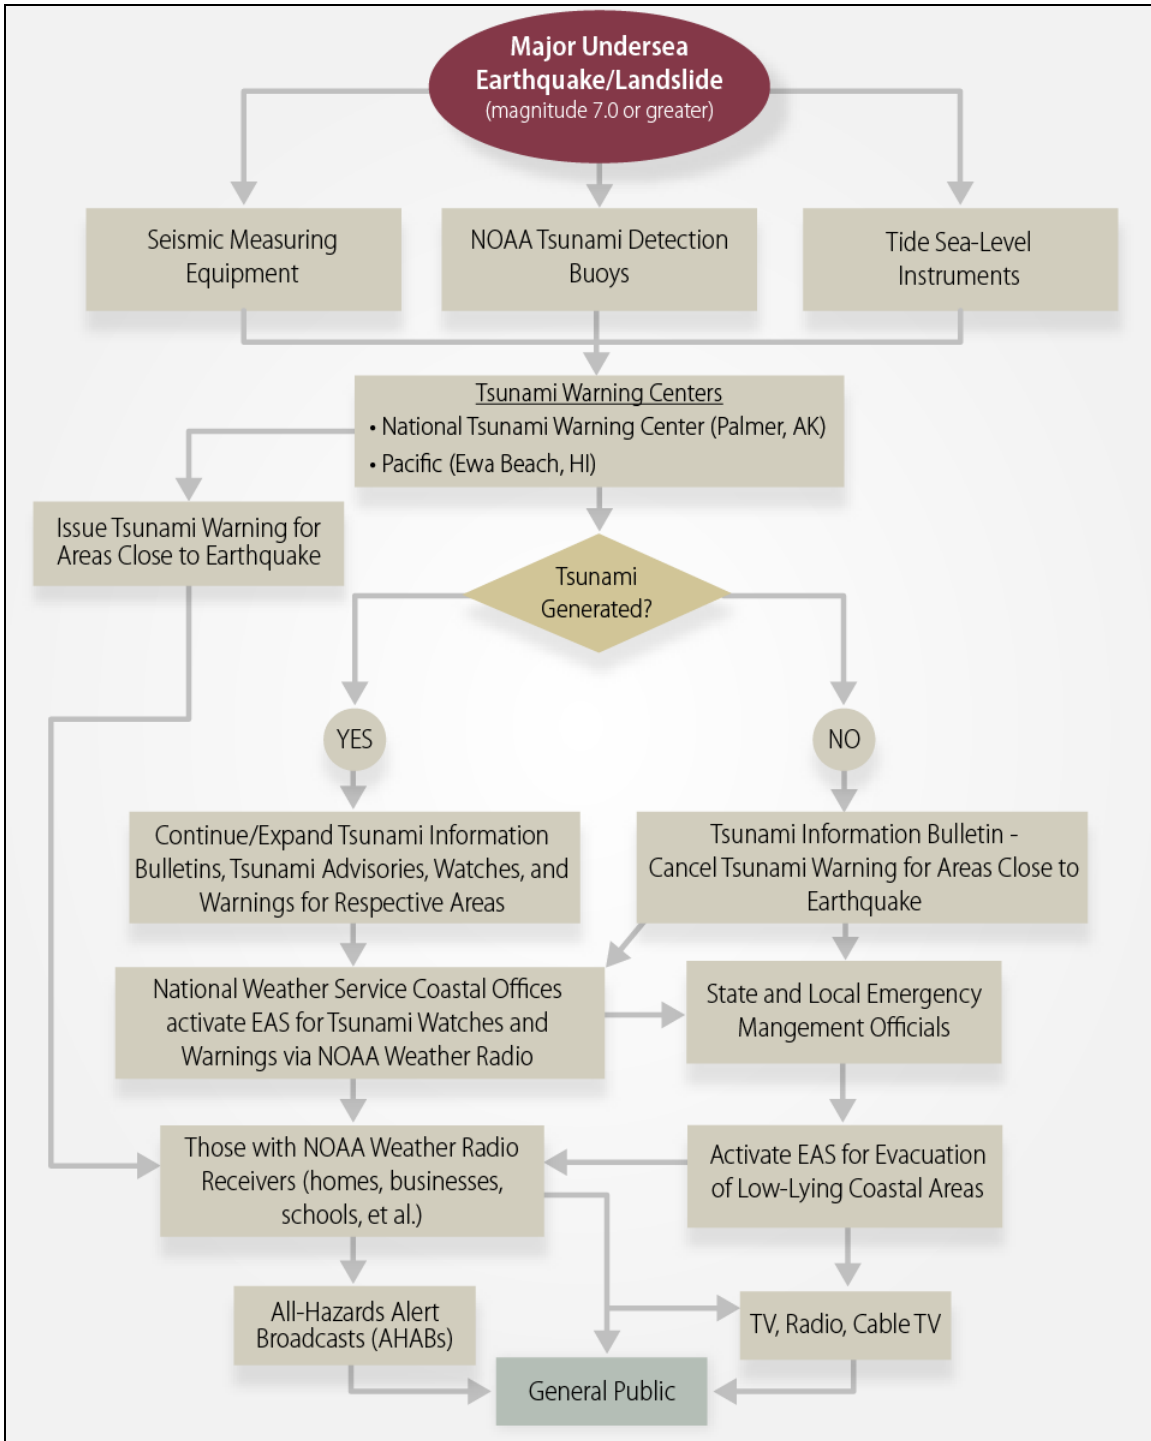 Major Undersea
Earthquake/Landslide
(magnitude 7.0 or greater)
Seismic Measuring
Equipment
NOAA Tsunami Detection
Buoys
Tide Sea-Level
Instruments
Tsunami Warning Centers
• National Tsunami Warning Center (Palmer, AK)
• Pacific (Ewa Beach, HI)
Issue Tsunami Warning for
Areas Close to Earthquake
Tsunami
Generated?
YES
NO
Continue/Expand Tsunami Information
Bulletins, Tsunami Advisories, Watches, and
Warnings for Respective Areas
Tsunami Information Bulletin -
Cancel Tsunami Warning for Areas Close to
Earthquake
National Weather Service Coastal Offices
activate EAS for Tsunami Watches and
Warnings via NOAA Weather Radio
State and Local Emergency
Mangement Officials
Those with NOAA Weather Radio
Receivers (homes, businesses,
schools, et al.)
Activate EAS for Evacuation
of Low-Lying Coastal Areas
All-Hazards Alert
Broadcasts (AHABs)
TV, Radio, Cable TV
General Public